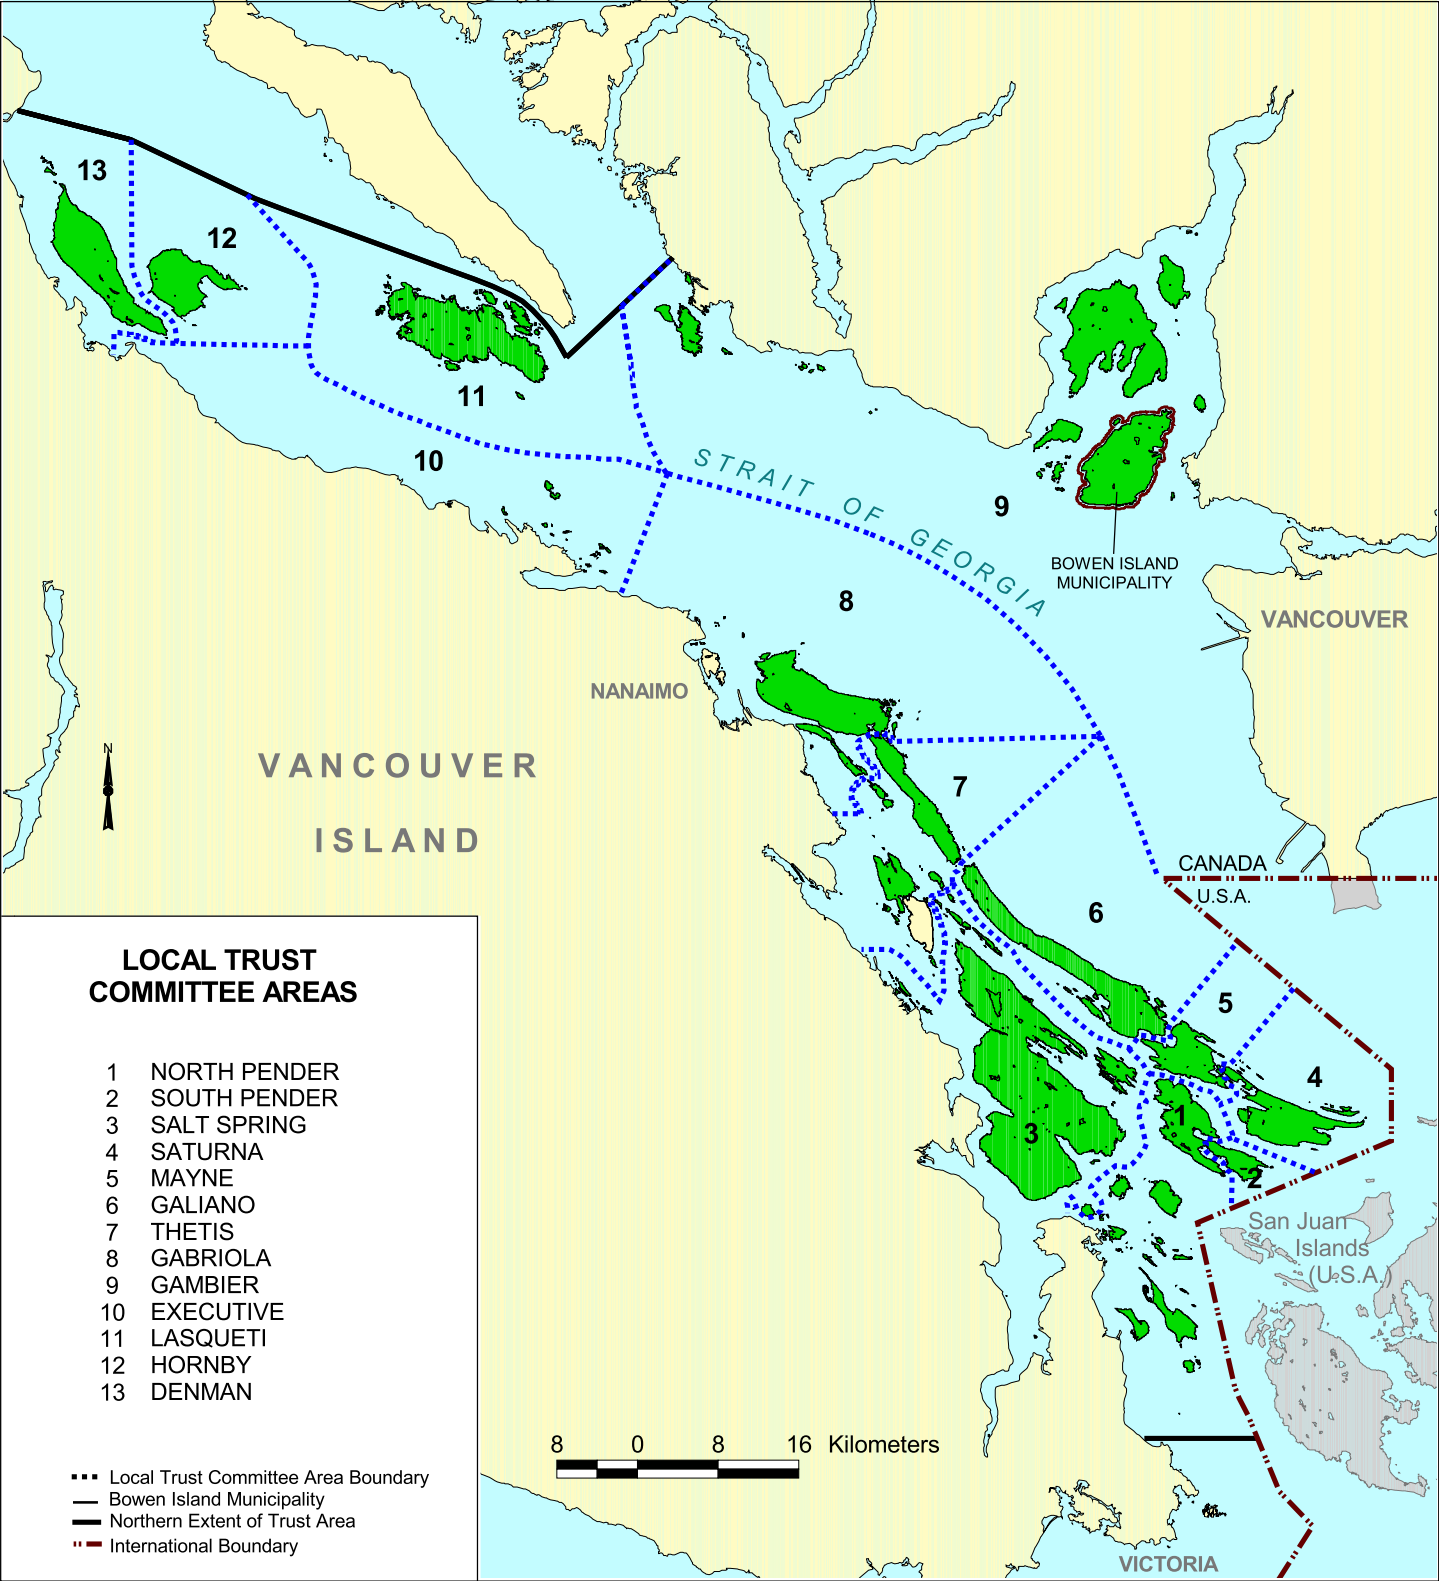 13
12
11
10
STRAIT OF GEORGIA
9
BOWEN ISLAND
MUNICIPALITY
8
VANCOUVER
NANAIMO
VANCOUVER
ISLAND
N
7
CANADA
U.S.A.
6
5
4
3
1
2
San Juan
Islands
(U.S.A.)
LOCAL TRUST
COMMITTEE AREAS
1 NORTH PENDER
2 SOUTH PENDER
3 SALT SPRING
4 SATURNA
5 MAYNE
6 GALIANO
7 THETIS
8 GABRIOLA
9 GAMBIER
10 EXECUTIVE
11 LASQUETI
12 HORNBY
13 DENMAN
Local Trust Committee Area Boundary
Bowen Island Municipality
Northern Extent of Trust Area
International Boundary
8 0 8 16 Kilometers
VICTORIA